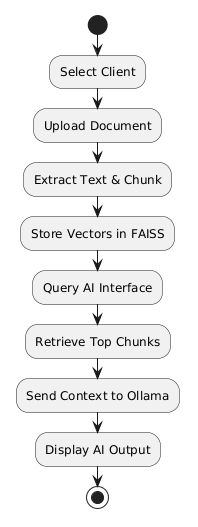 Select Client
Upload Document
Extract Text & Chunk
Store Vectors in FAISS
Query AI Interface
Retrieve Top Chunks
Send Context to Ollama
Display AI Output